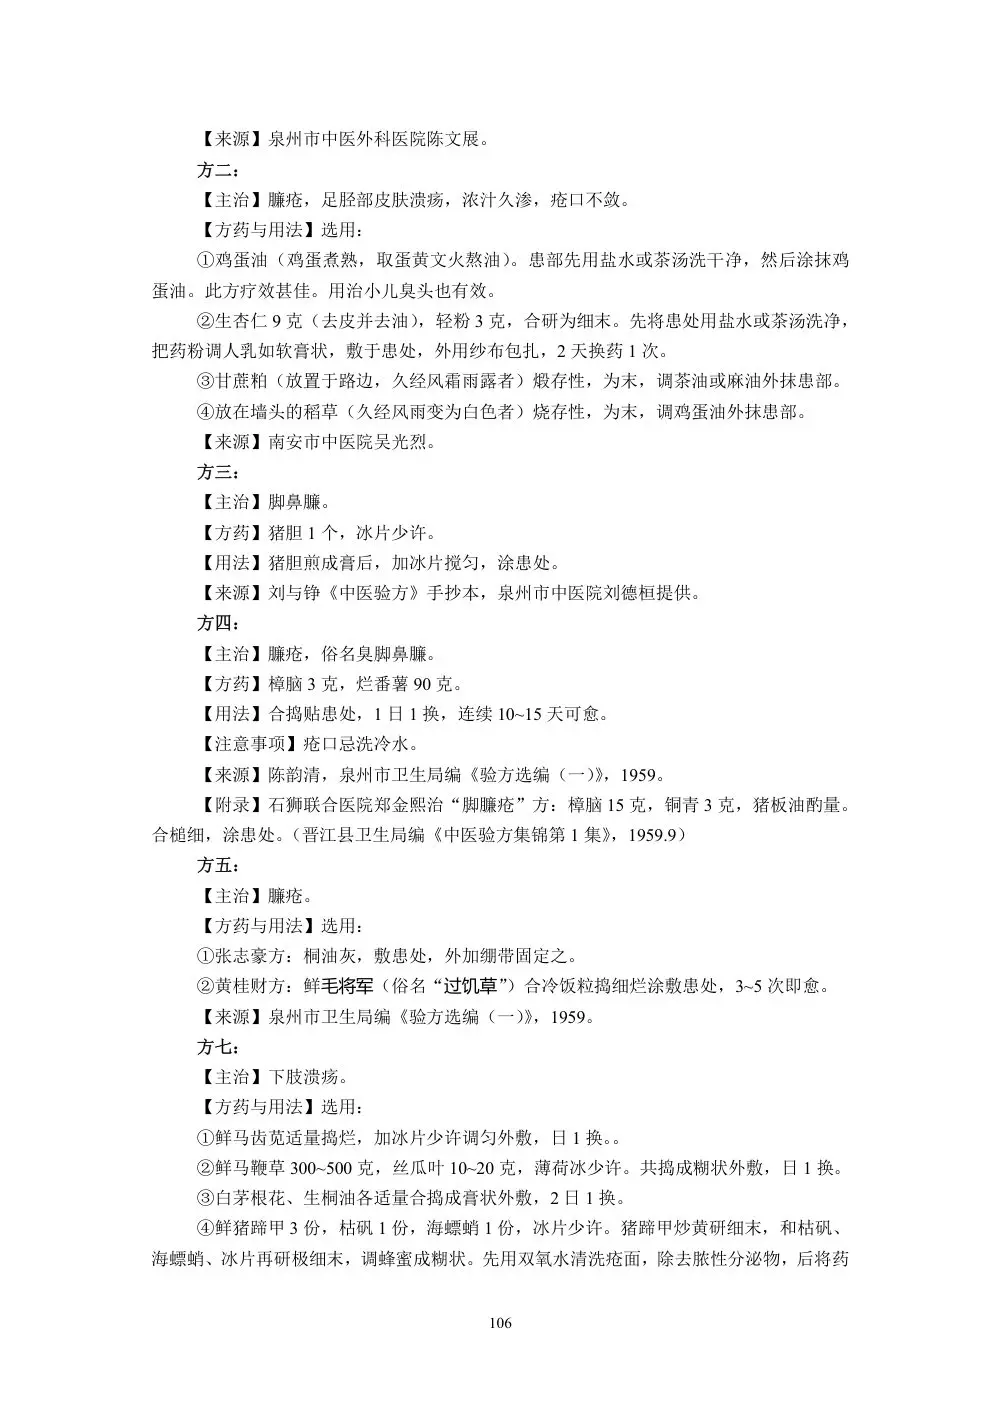 【来源】泉州市中医外科医院陈文展。
方二：
【主治】臁疮，足胫部皮肤溃疡，浓汁久渗，疮口不敛。
【方药与用法】选用：
①鸡蛋油（鸡蛋煮熟，取蛋黄文火熬油）。患部先用盐水或茶汤洗干净，然后涂抹鸡
蛋油。此方疗效甚佳。用治小儿臭头也有效。
②生杏仁 9 克（去皮并去油），轻粉 3 克，合研为细末。先将患处用盐水或茶汤洗净，
把药粉调人乳如软膏状，敷于患处，外用纱布包扎，2 天换药 1 次。
③甘蔗粕（放置于路边，久经风霜雨露者）煅存性，为末，调茶油或麻油外抹患部。
④放在墙头的稻草（久经风雨变为白色者）烧存性，为末，调鸡蛋油外抹患部。
【来源】南安市中医院吴光烈。
方三：
【主治】脚鼻臁。
【方药】猪胆 1 个，冰片少许。
【用法】猪胆煎成膏后，加冰片搅匀，涂患处。
【来源】刘与铮《中医验方》手抄本，泉州市中医院刘德桓提供。
方四：
【主治】臁疮，俗名臭脚鼻臁。
【方药】樟脑 3 克，烂番薯 90 克。
【用法】合捣贴患处，1 日 1 换，连续 10~15 天可愈。
【注意事项】疮口忌洗冷水。
【来源】陈韵清，泉州市卫生局编《验方选编（一）》，1959。
【附录】石狮联合医院郑金熙治“脚臁疮”方：樟脑 15 克，铜青 3 克，猪板油酌量。
合槌细，涂患处。（晋江县卫生局编《中医验方集锦第 1 集》，1959.9）
方五：
【主治】臁疮。
【方药与用法】选用：
①张志豪方：桐油灰，敷患处，外加绷带固定之。
②黄桂财方：鲜毛将军（俗名“过饥草”）合冷饭粒捣细烂涂敷患处，3~5 次即愈。
【来源】泉州市卫生局编《验方选编（一）》，1959。
方七：
【主治】下肢溃疡。
【方药与用法】选用：
①鲜马齿苋适量捣烂，加冰片少许调匀外敷，日 1 换。。
②鲜马鞭草 300~500 克，丝瓜叶 10~20 克，薄荷冰少许。共捣成糊状外敷，日 1 换。
③白茅根花、生桐油各适量合捣成膏状外敷，2 日 1 换。
④鲜猪蹄甲 3 份，枯矾 1 份，海螵蛸 1 份，冰片少许。猪蹄甲炒黄研细末，和枯矾、
海螵蛸、冰片再研极细末，调蜂蜜成糊状。先用双氧水清洗疮面，除去脓性分泌物，后将药
106